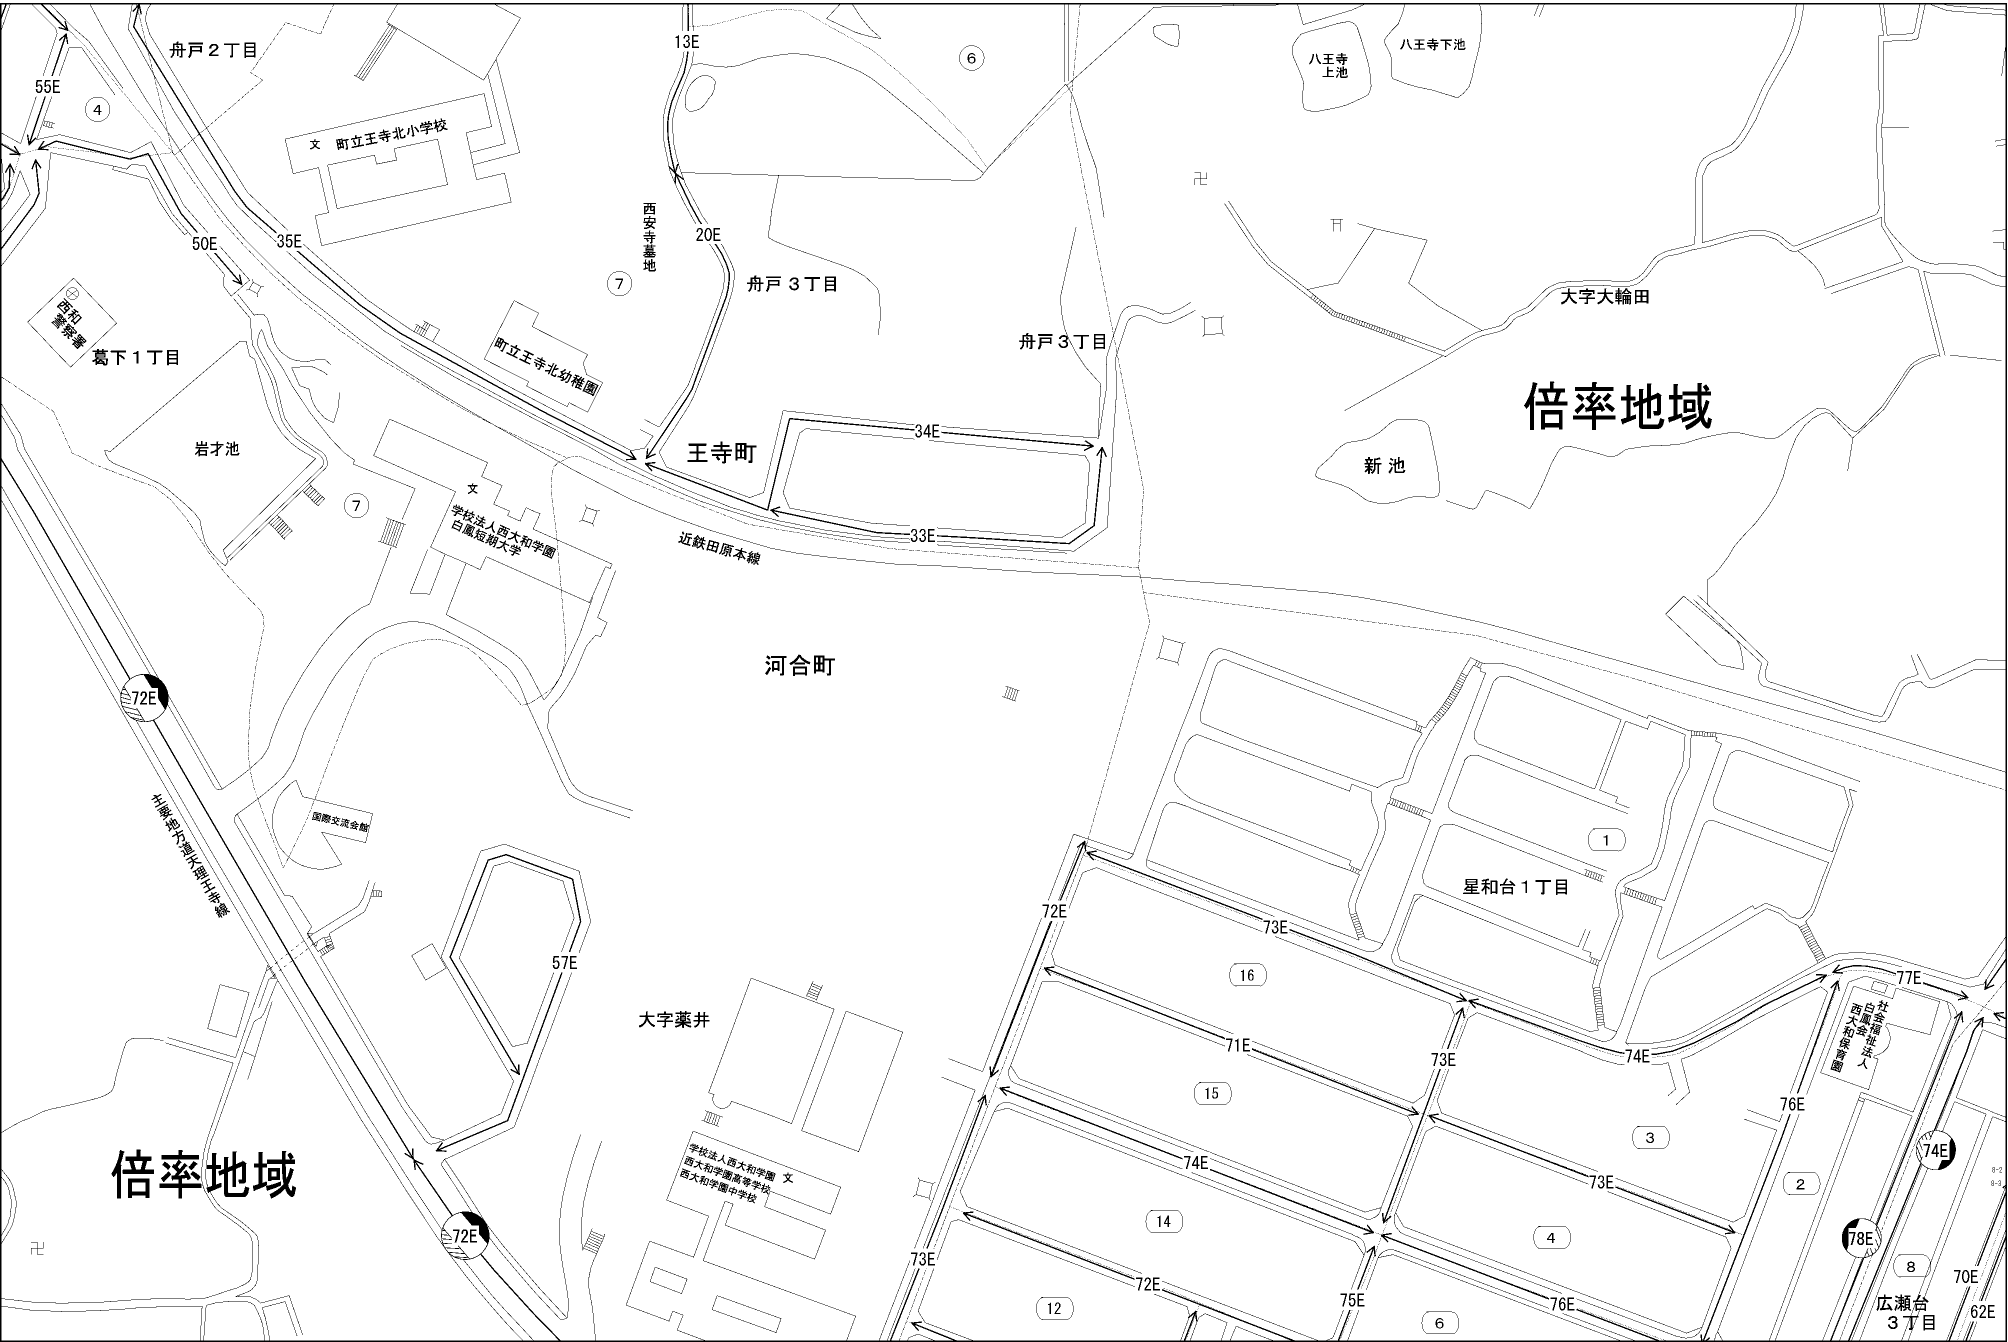 舟戸２丁目
13E
6
八王寺
上池
八王寺下池
55E
4
文 町立王寺北小学校
50E
35E
西安寺墓地
20E
7
舟戸３丁目
大字大輪田
西和
警察署
葛下１丁目
町立王寺北幼稚園
舟戸３丁目
倍率地域
岩才池
王寺町
34E
新池
7
文
学校法人西大和学園
白鳳短期大学
近鉄田原本線
33E
河合町
72E
主要地方道天理王寺線
国際交流会館
1
星和台１丁目
72E
73E
57E
16
77E
社会福祉法人
白鳳会
西大和保育園
大字薬井
71E
73E
74E
15
76E
3
74E
倍率地域
学校法人西大和学園
西大和学園高等学校
西大和学園中学校
文
74E
73E
2
8-2
8-3
14
4
78E
72E
73E
72E
75E
76E
8
70E
12
6
広瀬台
３丁目
62E